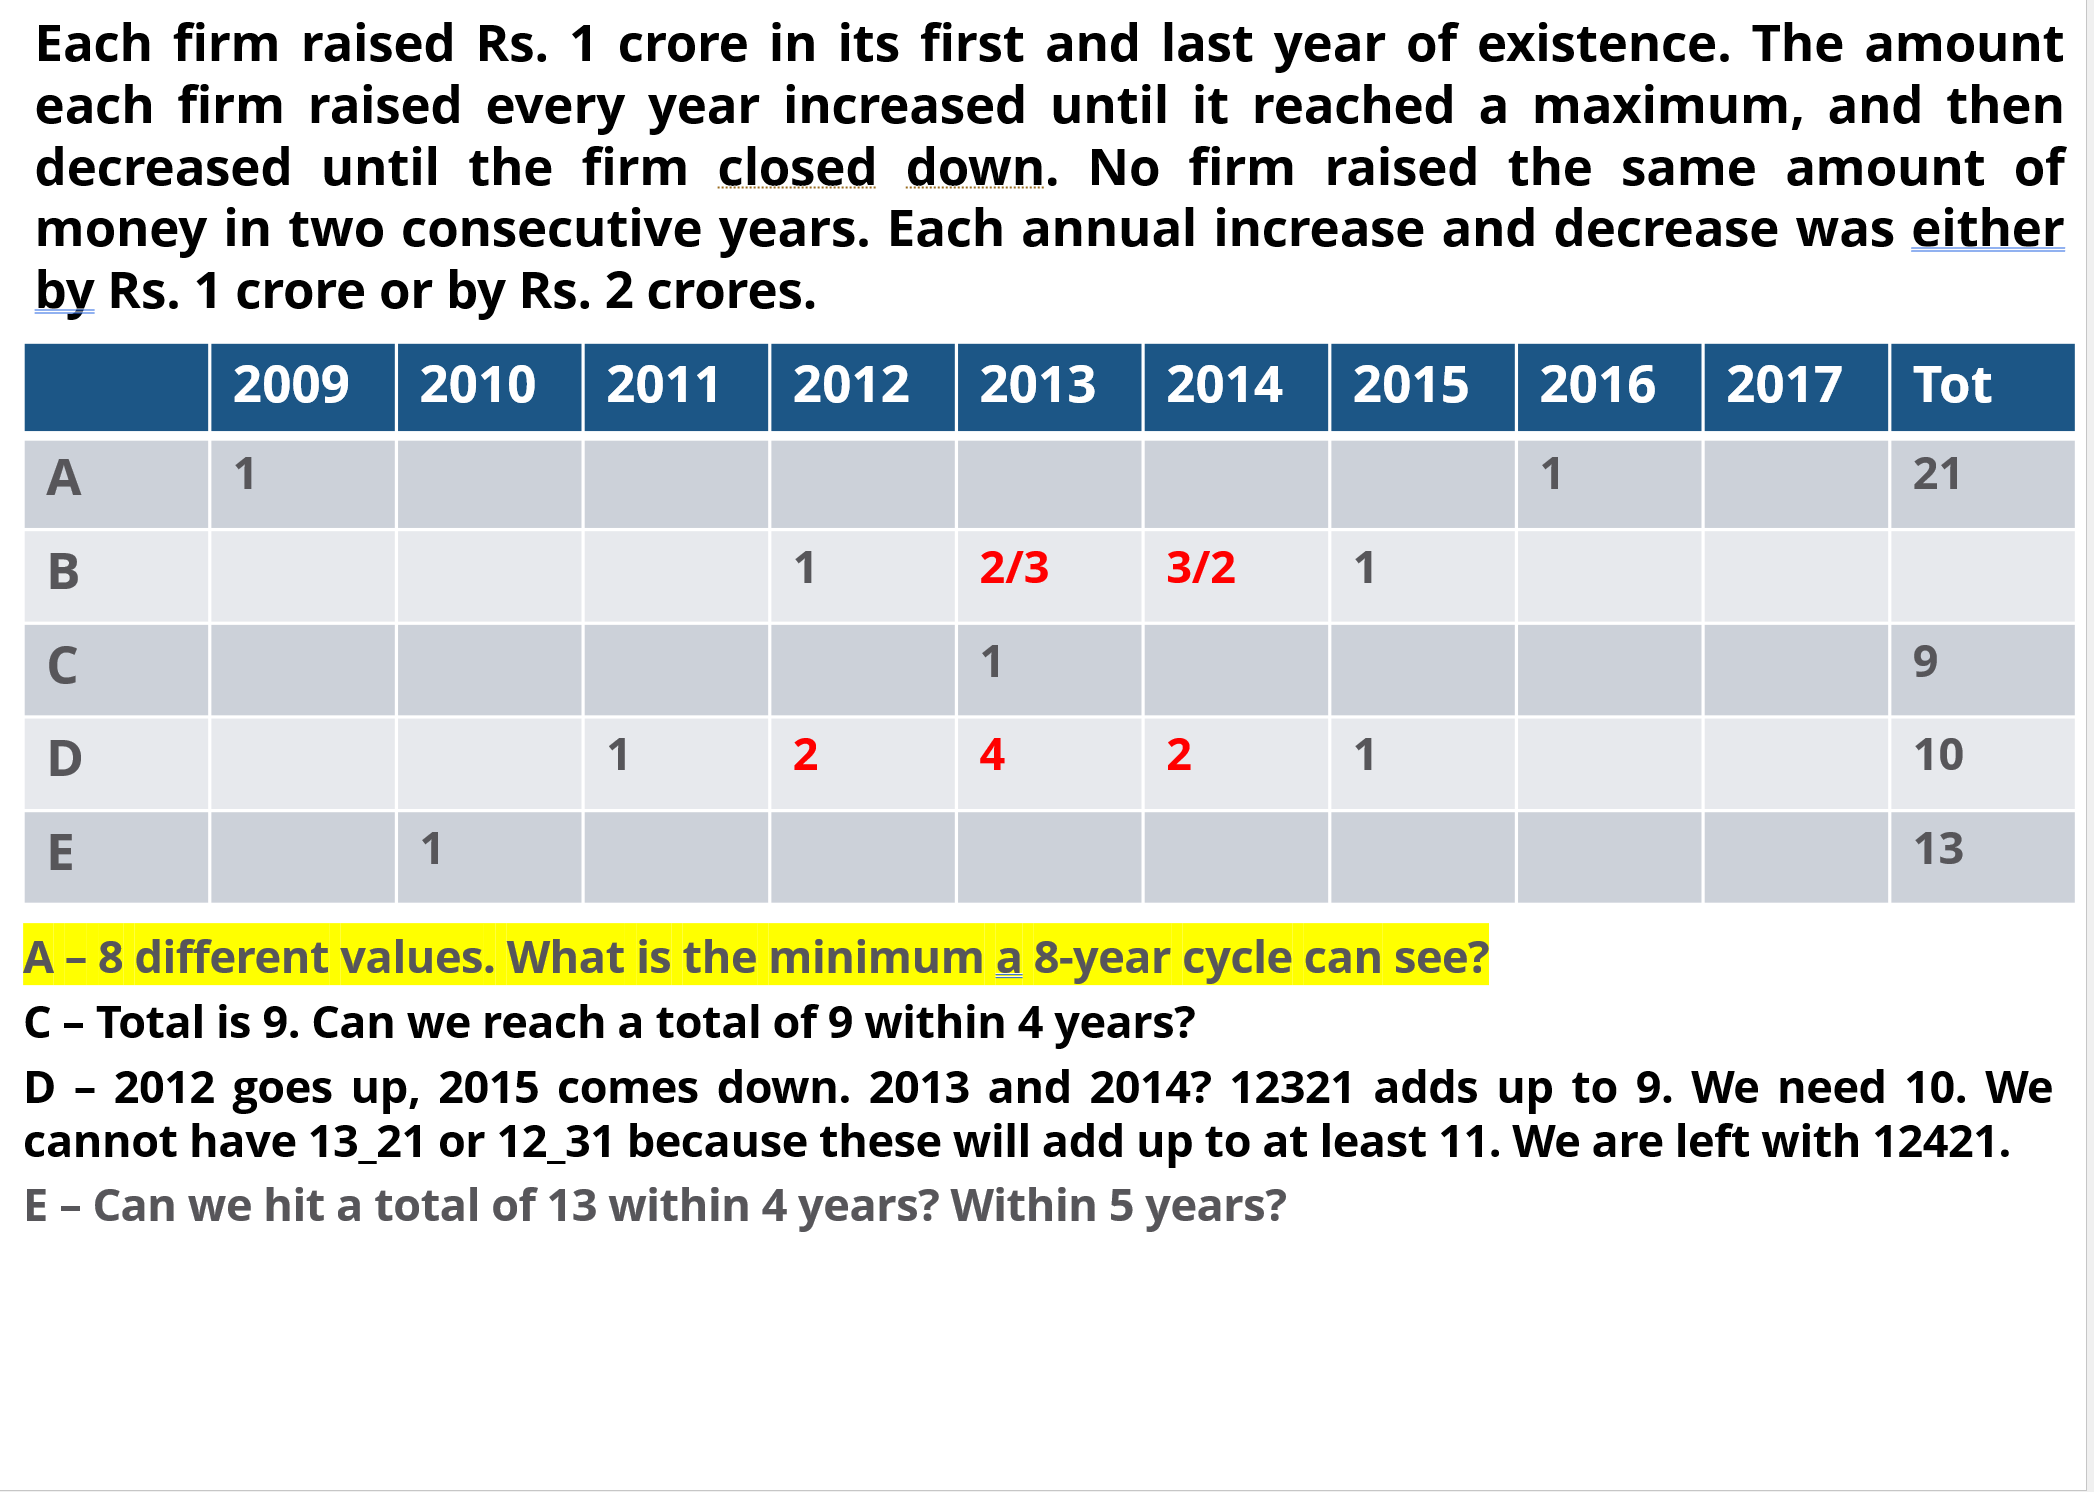 Each firm raised Rs. 1 crore in its first and last year of existence. The amount
each firm raised every year increased until it reached a maximum, and then
decreased until the firm closed down. No firm raised the same amount of
money in two consecutive years. Each annual increase and decrease was either
by Rs. 1 crore or by Rs. 2 crores.
2009 2010 2011 2012 2013 2014 2015 2016 2017 Tot
A 1 1 21
B 1 2/3 3/2 1
C 1 9
D 1 2 4 2 1 10
E 1 13
A – 8 different values. What is the minimum a 8-year cycle can see?
C – Total is 9. Can we reach a total of 9 within 4 years?
D – 2012 goes up, 2015 comes down. 2013 and 2014? 12321 adds up to 9. We need 10. We
cannot have 13_21 or 12_31 because these will add up to at least 11. We are left with 12421.
E – Can we hit a total of 13 within 4 years? Within 5 years?